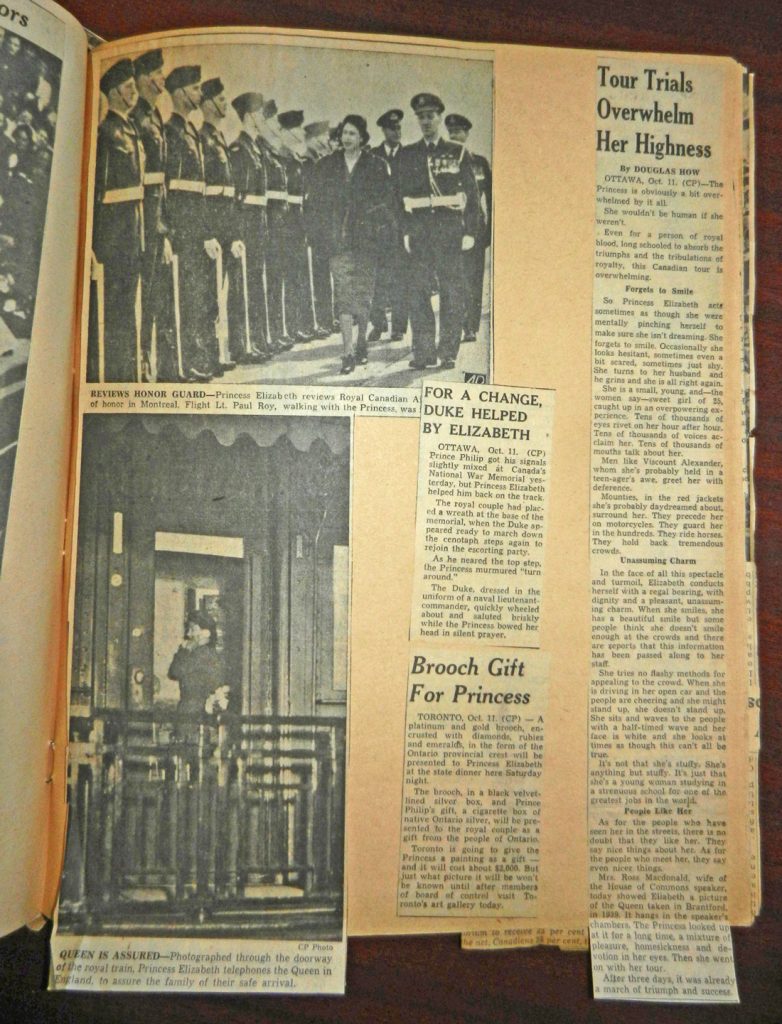 ors
REVIEWS HONOR GUARD—Princess Elizabeth reviews Royal Canadian A
of honor in Montreal. Flight Lt. Paul Roy, walking with the Princess, was
CP Photo
QUEEN IS ASSURED—Photographed through the doorway
of the royal train, Princess Elizabeth telephones the Queen in
England, to assure the family of their safe arrival.
FOR A CHANGE,
DUKE HELPED
BY ELIZABETH
OTTAWA, Oct. 11. (CP)
Prince Philip got his signals
slightly mixed at Canada's
National War Memorial yes-
terday, but Princess Elizabeth
helped him back on the track.
The royal couple had plac-
ed a wreath at the base of the
memorial, when the Duke ap-
peared ready to march down
the cenotaph steps again to
rejoin the escorting party.
As he neared the top step,
the Princess murmured "turn
around."
The Duke, dressed in the
uniform of a naval lieutenant-
commander, quickly wheeled
about and saluted briskly
while the Princess bowed her
head in silent prayer.
Brooch Gift
For Princess
TORONTO, Oct. 11. (CP) — A
platinum and gold brooch, en-
crusted with diamonds, rubies
and emeralds, in the form of the
Ontario provincial crest will be
presented to Princess Elizabeth
at the state dinner here Saturday
night.
The brooch, in a black velvet-
lined silver box, and Prince
Philip's gift, a cigarette box of
native Ontario silver, will be pre-
sented to the royal couple as a
gift from the people of Ontario.
Toronto is going to give the
Princess a painting as a gift —
and it will cost about $2,000. But
just what picture it will be won't
be known until after members
of board of control visit To-
ronto's art gallery today.
to receive 22 per cent
the act, Canadians 28 per cent,
Tour Trials
Overwhelm
Her Highness
By DOUGLAS HOW
OTTAWA, Oct. 11. (CP)—The
Princess is obviously a bit over-
whelmed by it all.
She wouldn't be human if she
weren't.
Even for a person of royal
blood, long schooled to absorb the
triumphs and the tribulations of
royalty, this Canadian tour is
overwhelming.
Forgets to Smile
So Princess Elizabeth acts
sometimes as though she were
mentally pinching herself to
make sure she isn't dreaming. She
forgets to smile. Occasionally she
looks hesitant, sometimes even a
bit scared, sometimes just shy.
She turns to her husband and
he grins and she is all right again.
She is a small, young, and—the
women say—sweet girl of 25,
caught up in an overpowering ex-
perience. Tens of thousands of
eyes rivet on her hour after hour.
Tens of thousands of voices ac-
claim her. Tens of thousands of
mouths talk about her.
Men like Viscount Alexander,
whom she's probably held in a
teen-ager's awe, greet her with
deference.
Mounties, in the red jackets
she's probably daydreamed about,
surround her. They precede her
on motorcycles. They guard her
in the hundreds. They ride horses.
They hold back tremendous
crowds.
Unassuming Charm
In the face of all this spectacle
and turmoil, Elizabeth conducts
herself with a regal bearing, with
dignity and a pleasant, unassum-
ing charm. When she smiles, she
has a beautiful smile but some
people think she doesn't smile
enough at the crowds and there
are reports that this information
has been passed along to her
staff.
She tries no flashy methods for
appealing to the crowd. When she
is driving in her open car and the
people are cheering and she might
stand up, she doesn't stand up.
She sits and waves to the people
with a half-timed wave and her
face is white and she looks at
times as though this can't all be
true.
It's not that she's stuffy. She's
anything but stuffy. It's just that
she's a young woman studying in
a strenuous school for one of the
greatest jobs in the world.
People Like Her
As for the people who have
seen her in the streets, there is no
doubt that they like her. They
say nice things about her. As for
the people who meet her, they say
even nicer things.
Mrs. Ross Macdonald, wife of
the House of Commons speaker,
today showed Eliabeth a picture
of the Queen taken in Brantford,
in 1939. It hangs in the speaker's
chambers. The Princess looked up
at it for a long time, a mixture of
pleasure, homesickness and de-
votion in her eyes. Then she went
on with her tour.
After three days, it was already
a march of triumph and success.